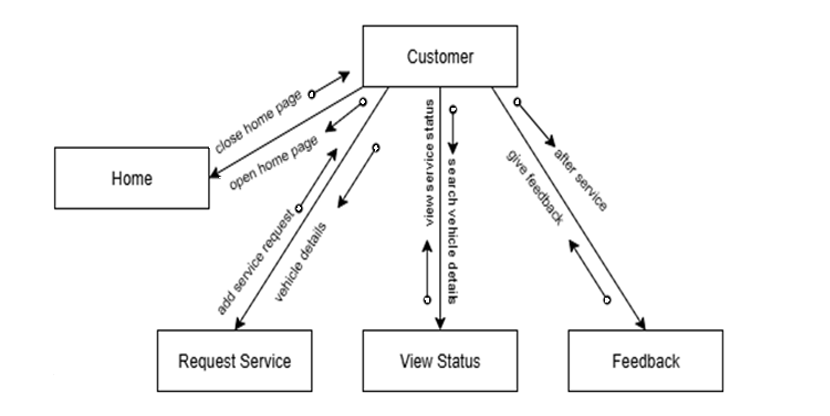 Customer
close home page
open home page
Home
add service request
vehicle details
view service status
search vehicle details
give feedback
after service
Request Service
View Status
Feedback